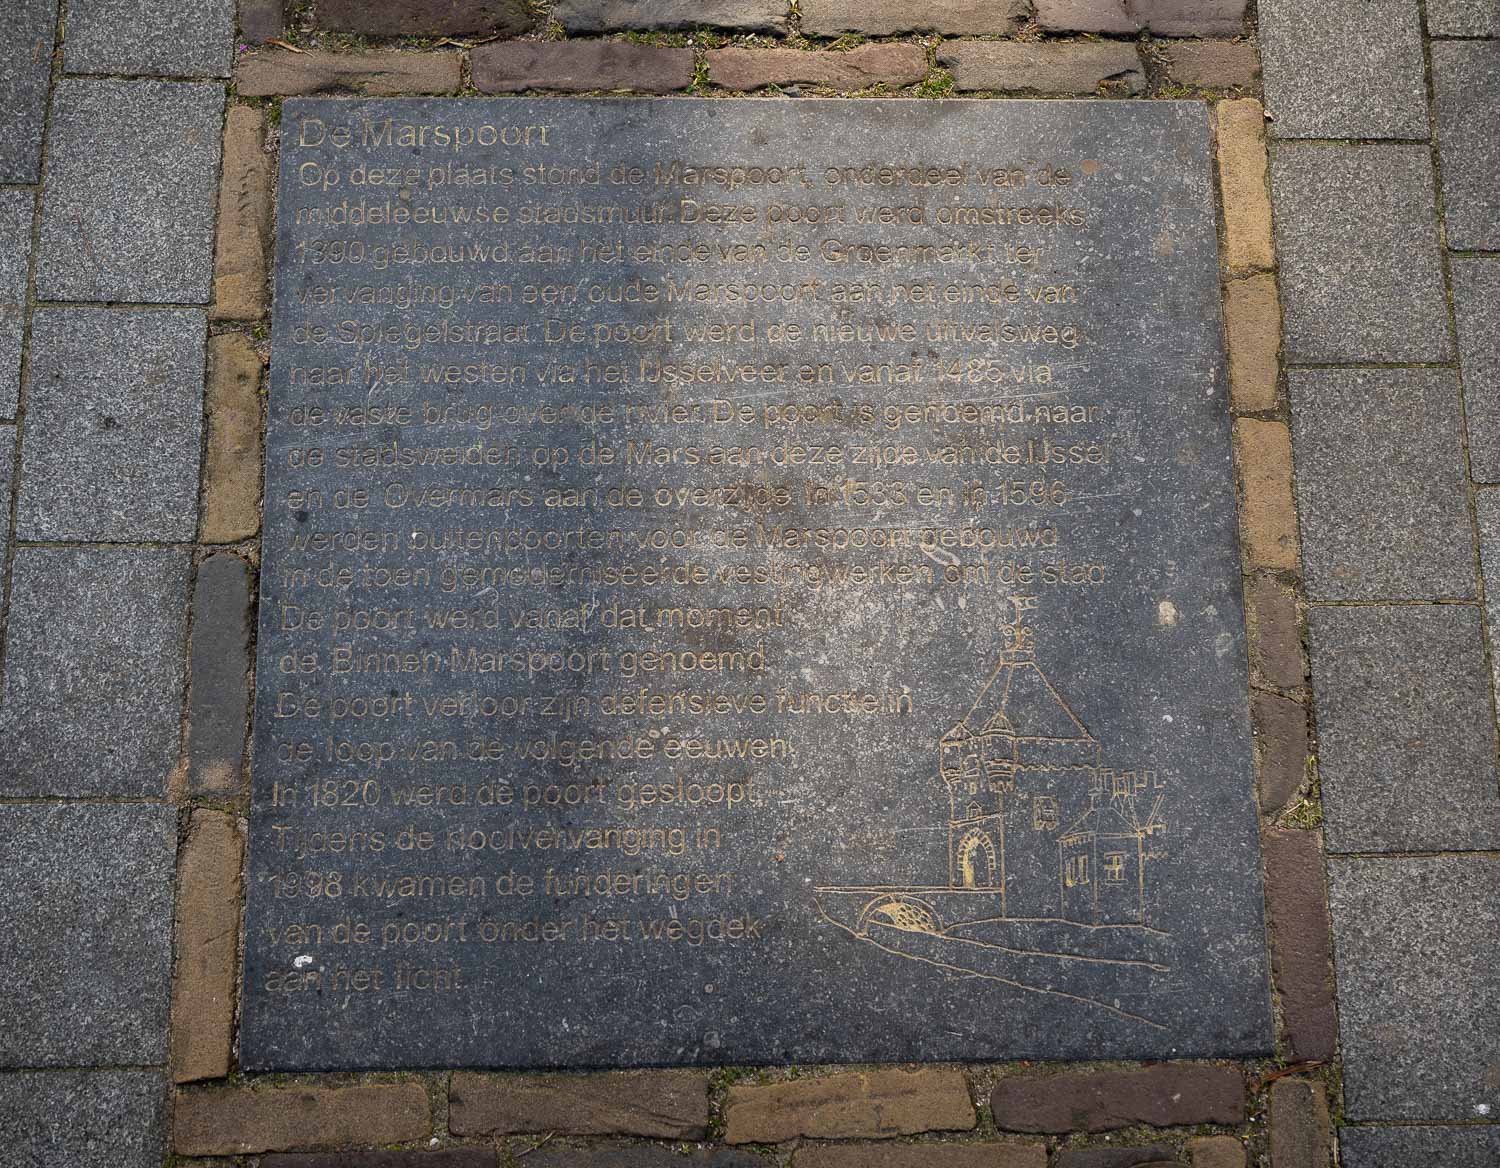 De Marspoort
Op deze plaats stond de Marspoort, onderdeel van de
middeleeuwse stadsmuur. Deze poort werd omstreeks
1390 gebouwd aan het einde van de Groenmarkt ter
vervanging van een oude Marspoort aan het einde van
de Spiegelstraat. De poort werd de nieuwe uitvalsweg
naar het westen via het IJsselveer en vanaf 1485 via
de vaste brug over de rivier. De poort is genoemd naar
de stadsweiden op de Mars aan deze zijde van de IJssel
en de Overmars aan de overzijde. In 1533 en in 1596
werden buitenpoorten voor de Marspoort gebouwd
in de toen gemoderniseerde vestingwerken om de stad.
De poort werd vanaf dat moment
de Binnen Marspoort genoemd.
De poort verloor zijn defensieve functie in
de loop van de volgende eeuwen.
In 1820 werd de poort gesloopt.
Tijdens de rioolvervanging in
1998 kwamen de funderingen
van de poort onder het wegdek
aan het licht.